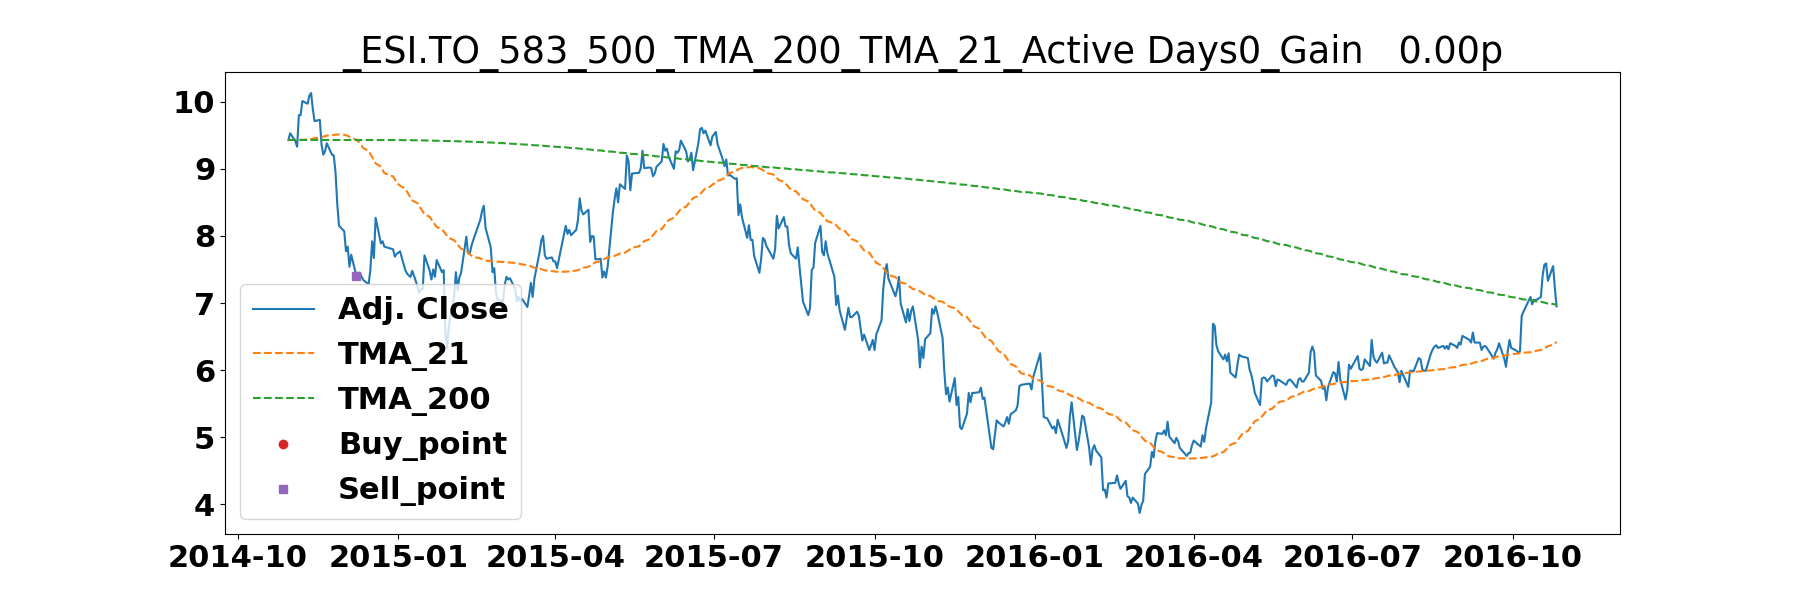 _ESI.TO_583_500_TMA_200_TMA_21_Active Days0_Gain   0.00p
10
9
8
7
6
5
4
Adj. Close
TMA_21
TMA_200
Buy_point
Sell_point
2014-10 2015-01 2015-04 2015-07 2015-10 2016-01 2016-04 2016-07 2016-10